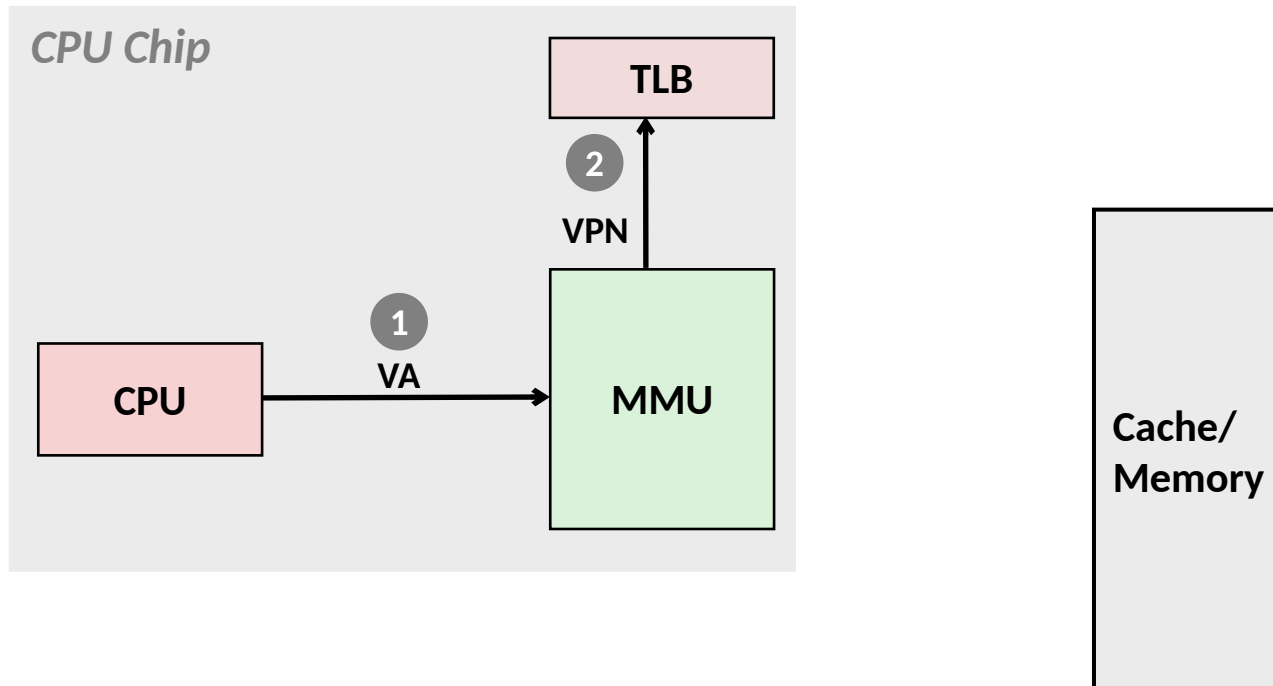 CPU Chip
TLB
2
VPN
1
VA
CPU
MMU
Cache/
Memory